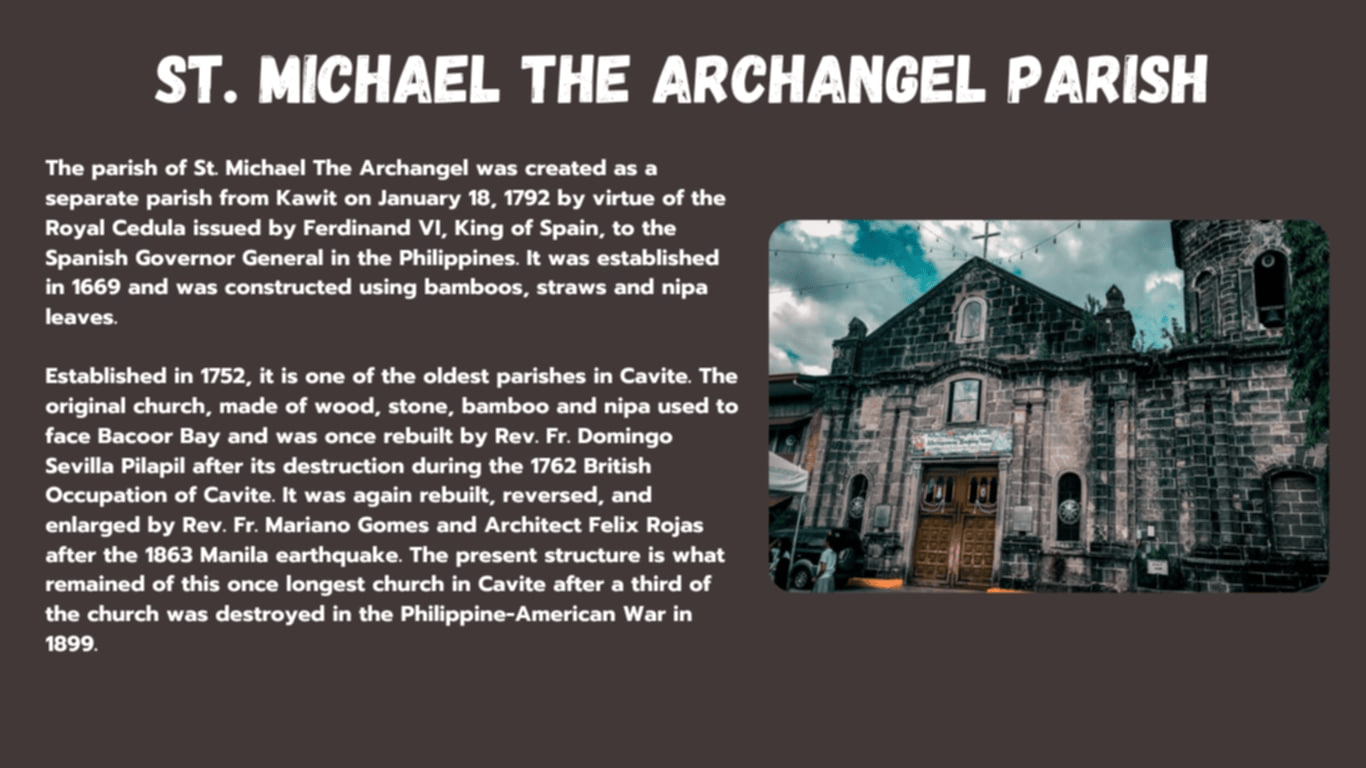 ST. MICHAEL THE ARCHANGEL PARISH
The parish of St. Michael The Archangel was created as a
separate parish from Kawit on January 18, 1792 by virtue of the
Royal Cedula issued by Ferdinand VI, King of Spain, to the
Spanish Governor General in the Philippines. It was established
in 1669 and was constructed using bamboos, straws and nipa
leaves.
Established in 1752, it is one of the oldest parishes in Cavite. The
original church, made of wood, stone, bamboo and nipa used to
face Bacoor Bay and was once rebuilt by Rev. Fr. Domingo
Sevilla Pilapil after its destruction during the 1762 British
Occupation of Cavite. It was again rebuilt, reversed, and
enlarged by Rev. Fr. Mariano Gomes and Architect Felix Rojas
after the 1863 Manila earthquake. The present structure is what
remained of this once longest church in Cavite after a third of
the church was destroyed in the Philippine-American War in
1899.